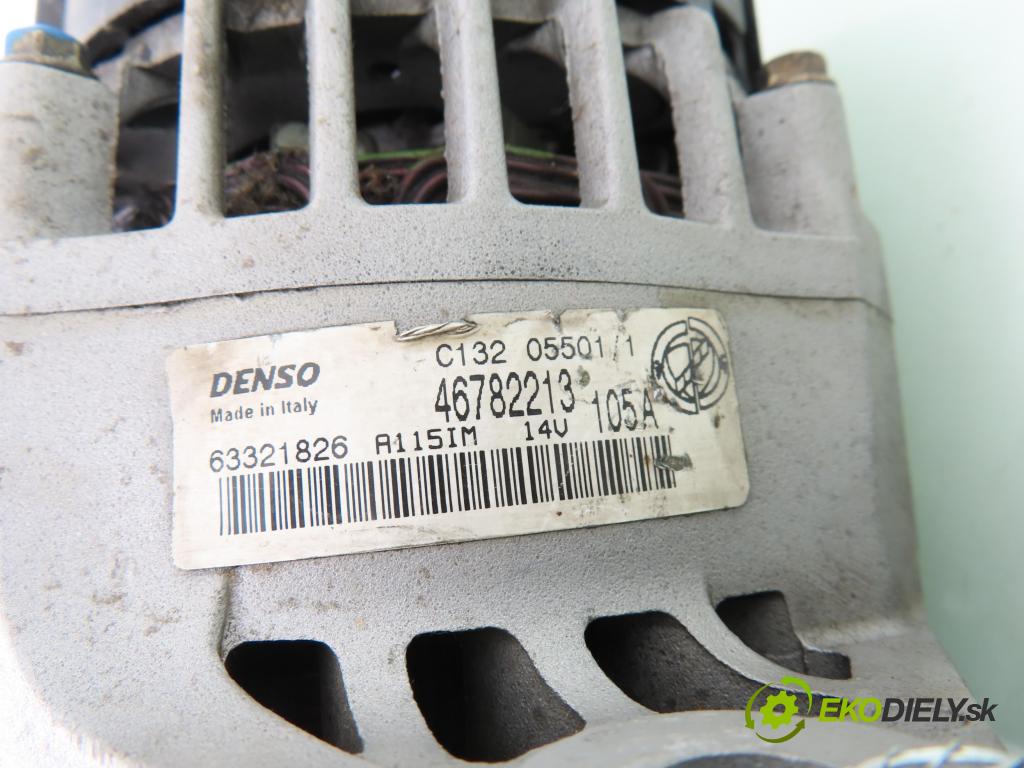 C132 05501/1
DENSO
46782213 105A
Made in Italy
63321826 A115IM 14V
EKODIELY.sk